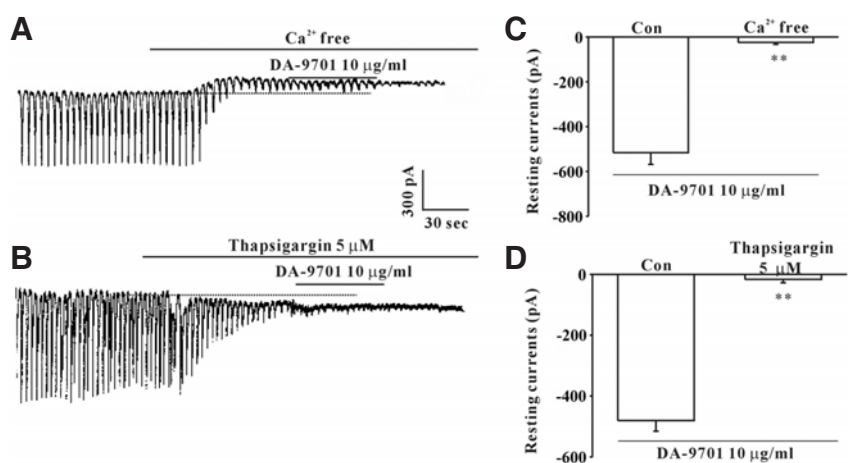 A
Ca²⁺ free
DA-9701 10 μg/ml
300 pA
30 sec
B
Thapsigargin 5 μM
DA-9701 10 μg/ml
C
Resting currents (pA)
0
-200
-400
-600
-800
Con
Ca²⁺ free
**
DA-9701 10 μg/ml
D
Resting currents (pA)
0
-200
-400
-600
Con
Thapsigargin
5 μM
**
DA-9701 10 μg/ml